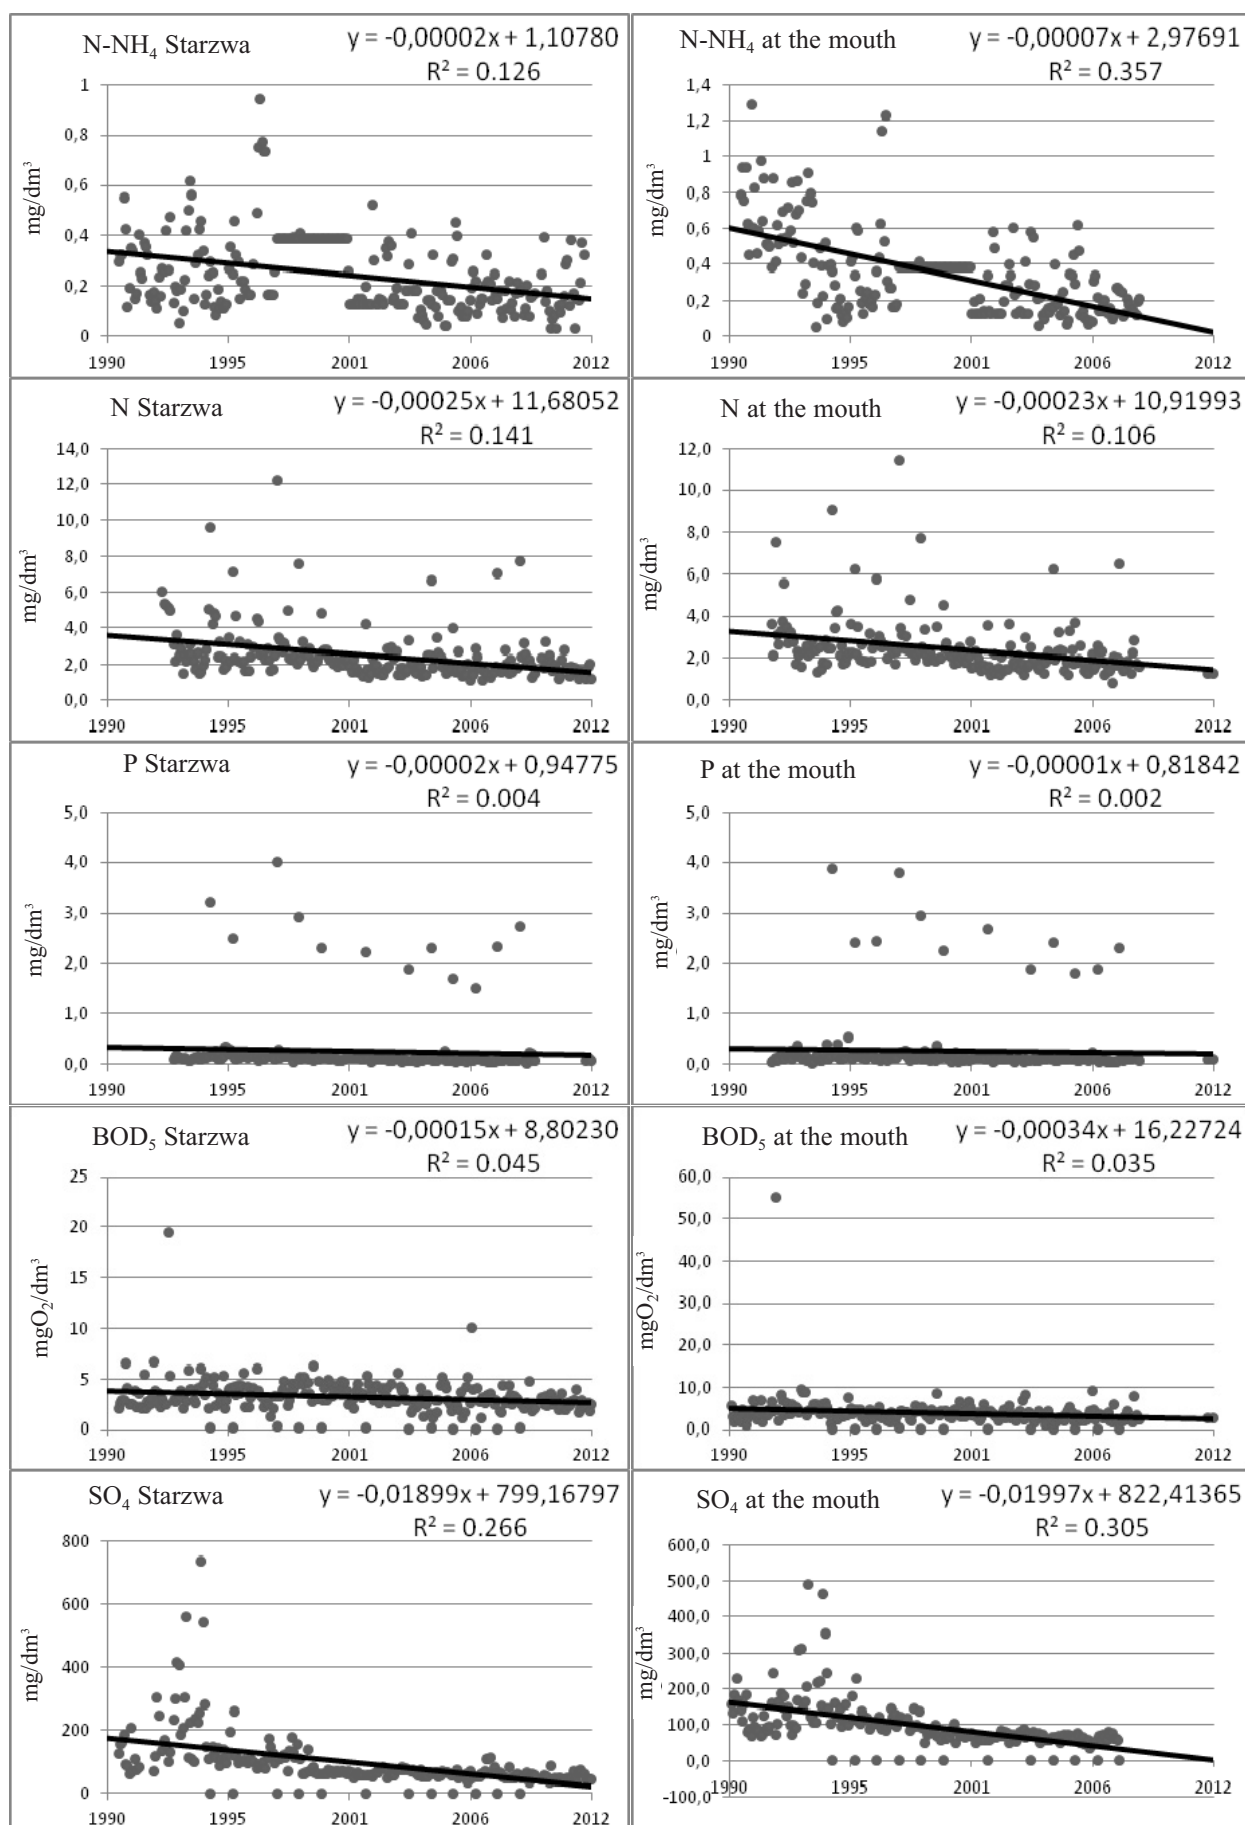 N-NH₄ Starzwa
y = -0,00002x + 1,10780
R² = 0.126
mg/dm³
1
0,8
0,6
0,4
0,2
0
1990 1995 2001 2006 2012
N-NH₄ at the mouth
y = -0,00007x + 2,97691
R² = 0.357
mg/dm³
1,4
1,2
1
0,8
0,6
0,4
0,2
0
1990 1995 2001 2006 2012
N Starzwa
y = -0,00025x + 11,68052
R² = 0.141
mg/dm³
14,0
12,0
10,0
8,0
6,0
4,0
2,0
0,0
1990 1995 2001 2006 2012
N at the mouth
y = -0,00023x + 10,91993
R² = 0.106
mg/dm³
12,0
10,0
8,0
6,0
4,0
2,0
0,0
1990 1995 2001 2006 2012
P Starzwa
y = -0,00002x + 0,94775
R² = 0.004
mg/dm³
5,0
4,0
3,0
2,0
1,0
0,0
1990 1995 2001 2006 2012
P at the mouth
y = -0,00001x + 0,81842
R² = 0.002
mg/dm³
5,0
4,0
3,0
2,0
1,0
0,0
1990 1995 2001 2006 2012
BOD₅ Starzwa
y = -0,00015x + 8,80230
R² = 0.045
mgO₂/dm³
25
20
15
10
5
0
1990 1995 2001 2006 2012
BOD₅ at the mouth
y = -0,00034x + 16,22724
R² = 0.035
mgO₂/dm³
60,0
50,0
40,0
30,0
20,0
10,0
0,0
1990 1995 2001 2006 2012
SO₄ Starzwa
y = -0,01899x + 799,16797
R² = 0.266
mg/dm³
800
600
400
200
0
1990 1995 2001 2006 2012
SO₄ at the mouth
y = -0,01997x + 822,41365
R² = 0.305
mg/dm³
600,0
500,0
400,0
300,0
200,0
100,0
0,0
-100,0
1990 1995 2001 2006 2012